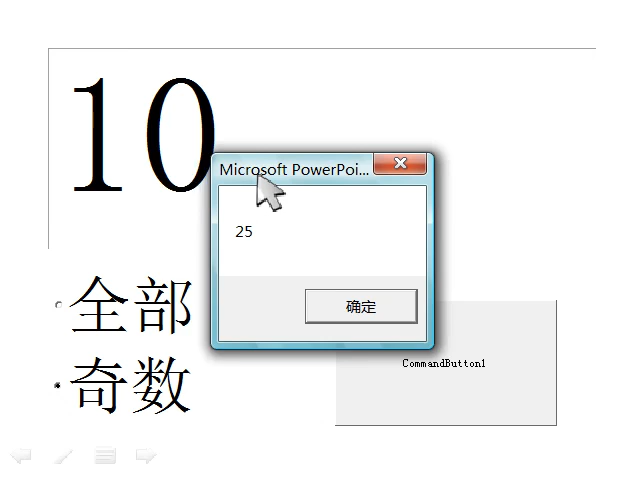 10
Microsoft PowerPoi...
25
确定
全部
奇数
CommandButton1